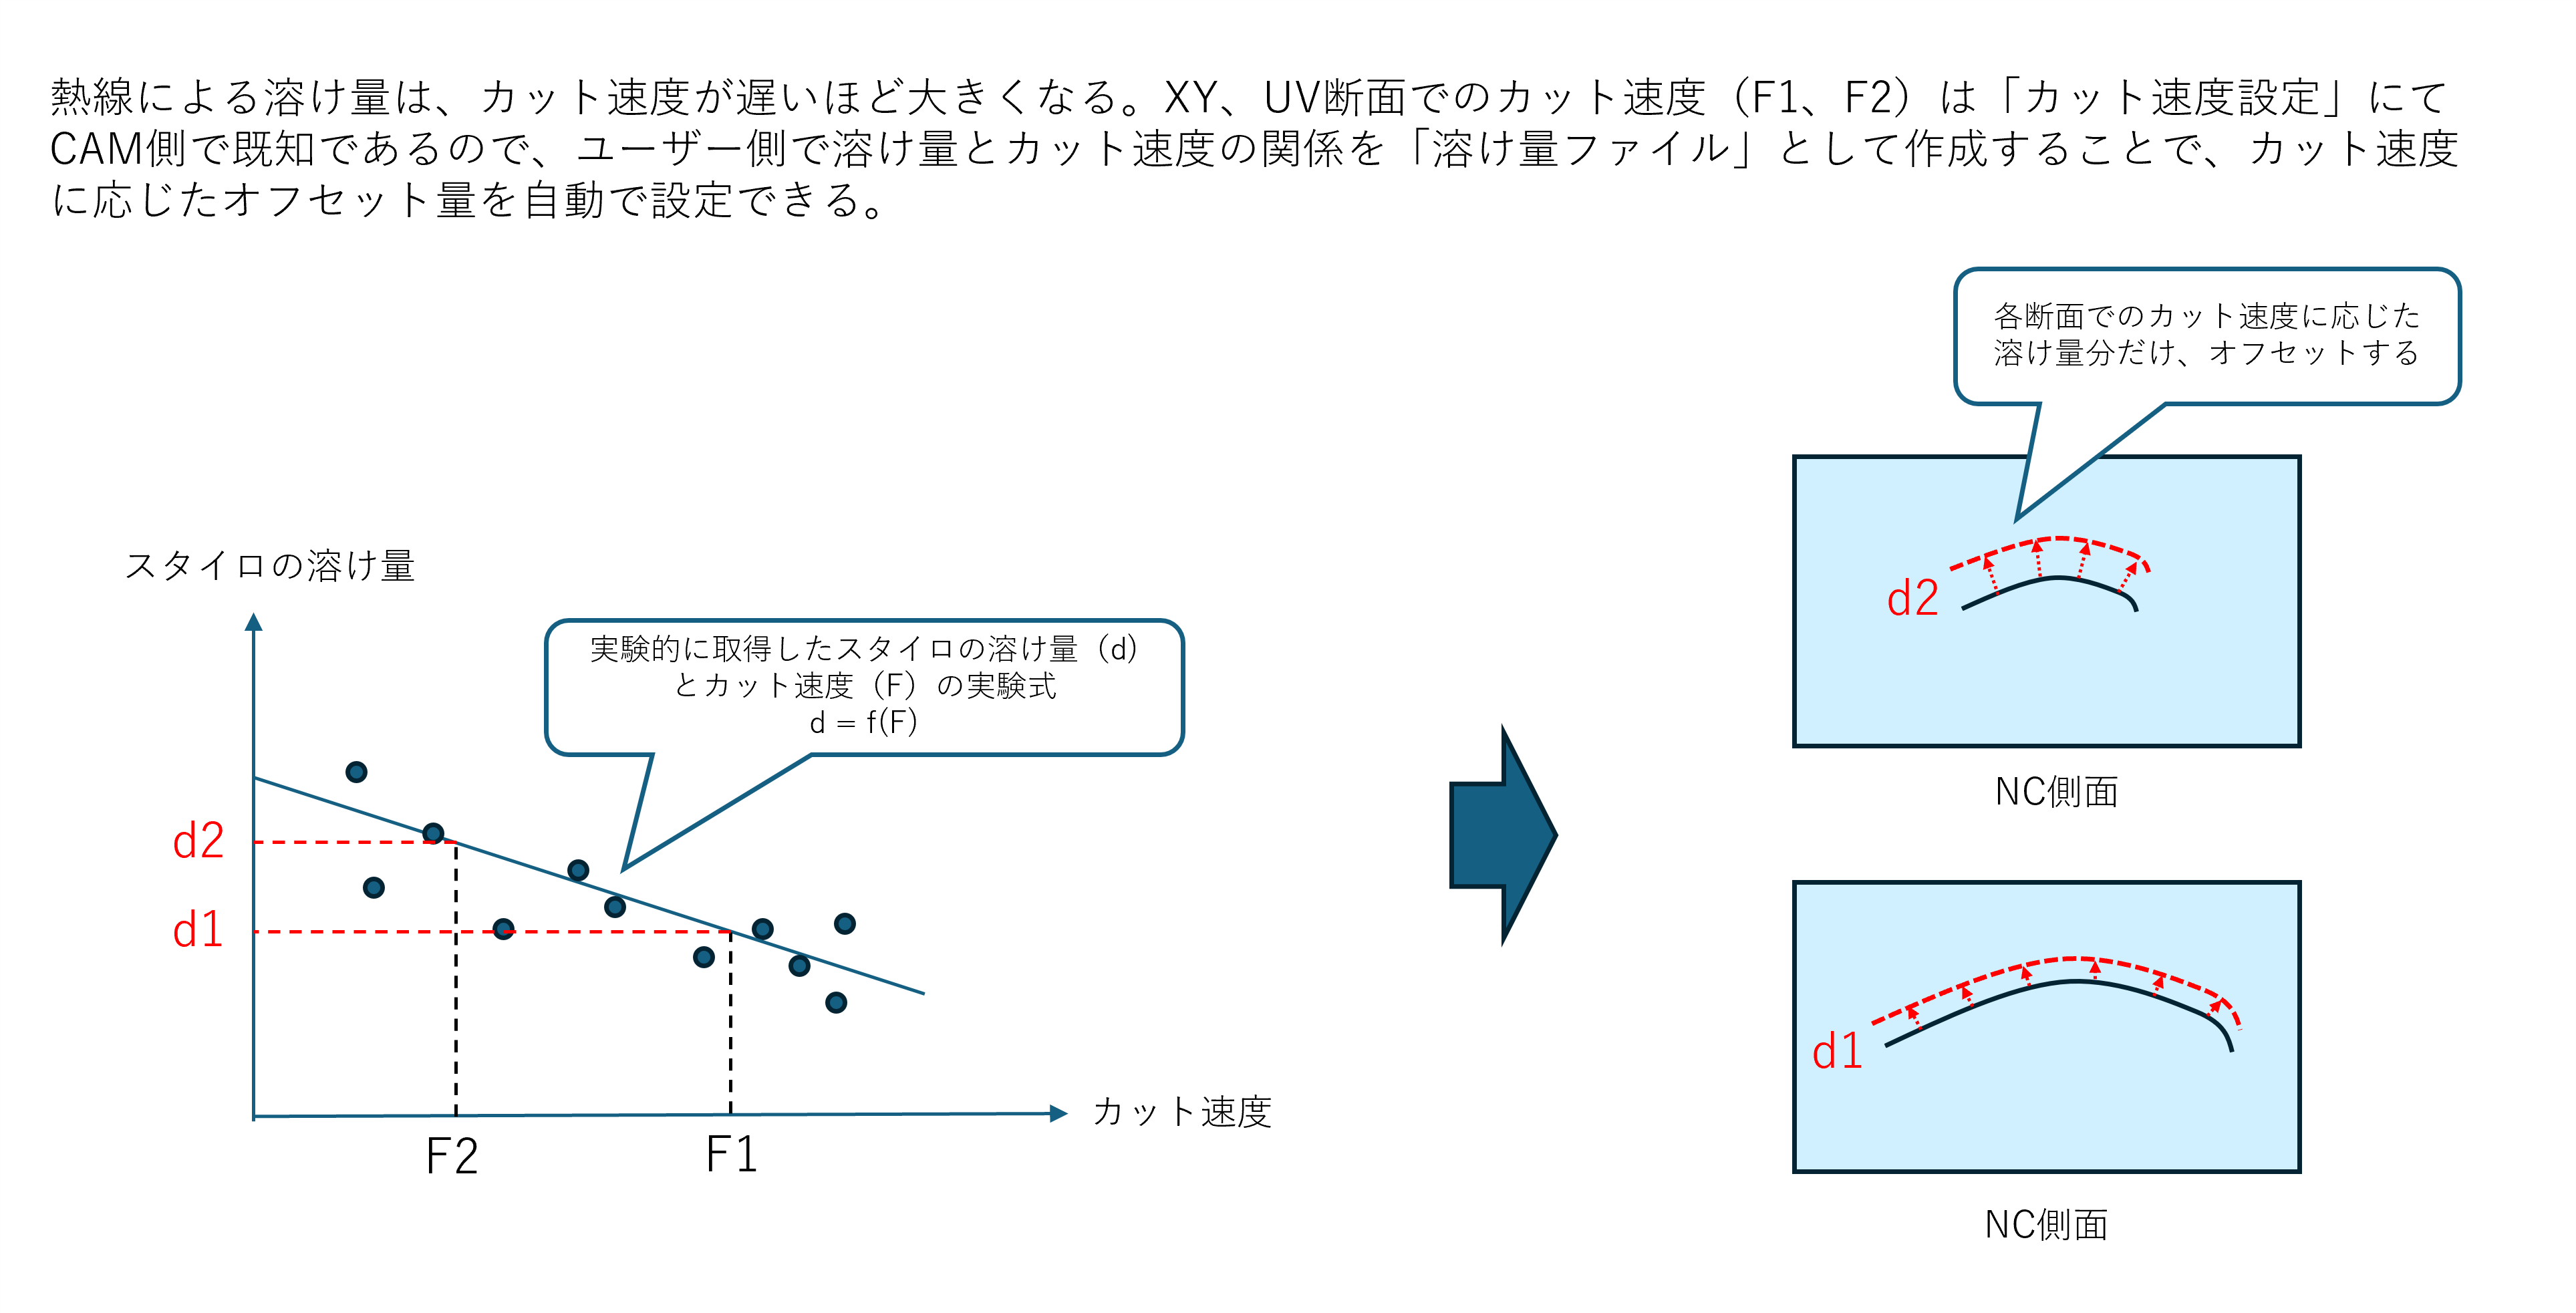 熱線による溶け量は、カット速度が遅いほど大きくなる。XY、UV断面でのカット速度（F1、F2）は「カット速度設定」にて
CAM側で既知であるので、ユーザー側で溶け量とカット速度の関係を「溶け量ファイル」として作成することで、カット速度
に応じたオフセット量を自動で設定できる。
各断面でのカット速度に応じた
溶け量分だけ、オフセットする
スタイロの溶け量
実験的に取得したスタイロの溶け量（d）
とカット速度（F）の実験式
d = f(F)
d2
d1
F2
F1
カット速度
d2
NC側面
d1
NC側面